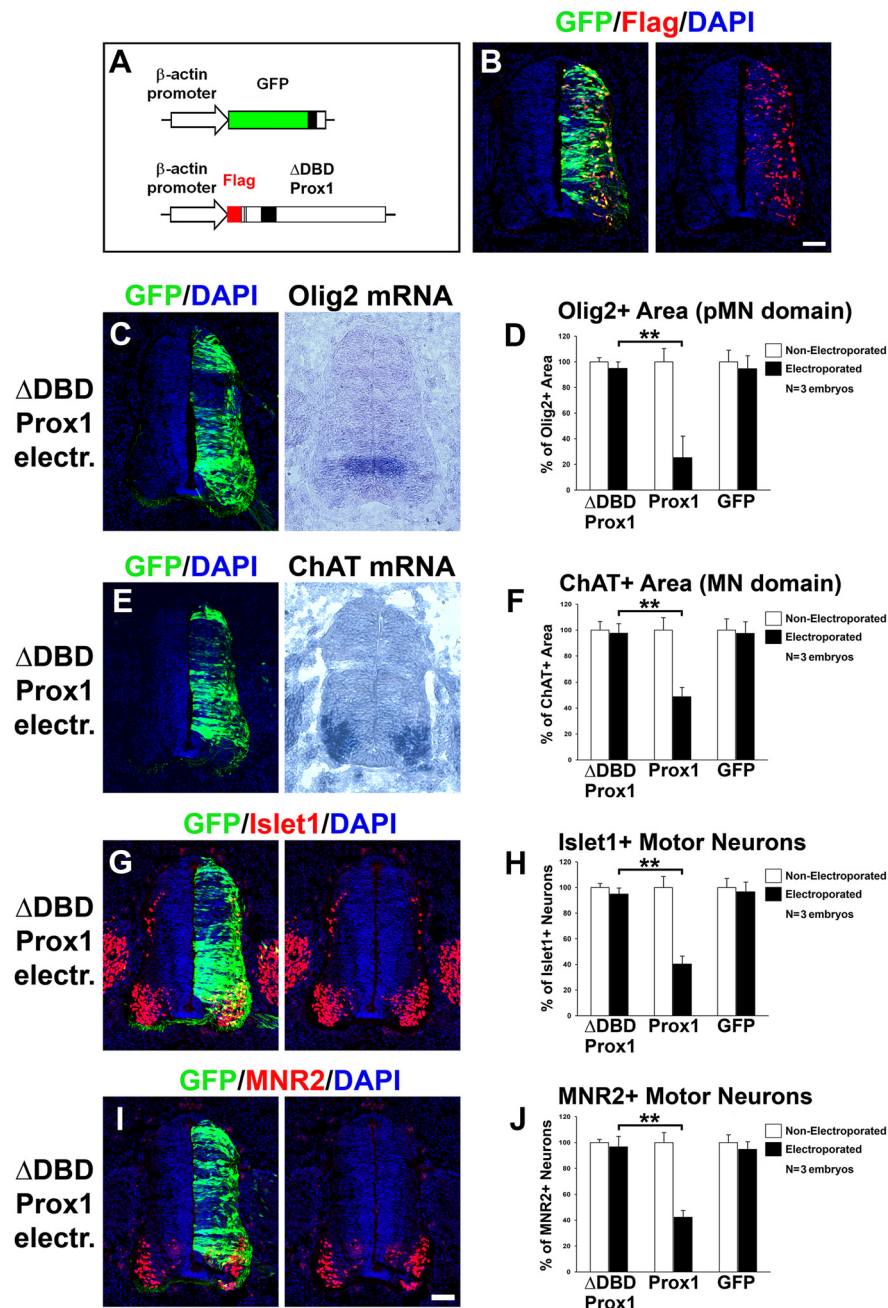 A
β-actin
promoter
GFP
β-actin
promoter
Flag
ΔDBD
Prox1
GFP/Flag/DAPI
B
GFP/DAPI
Olig2 mRNA
C
ΔDBD
Prox1
electr.
D
Olig2+ Area (pMN domain)
**
Non-Electroporated
Electroporated
N=3 embryos
% of Olig2+ Area
120
100
80
60
40
20
0
ΔDBD
Prox1
Prox1
GFP
GFP/DAPI
ChAT mRNA
E
ΔDBD
Prox1
electr.
F
ChAT+ Area (MN domain)
**
Non-Electroporated
Electroporated
N=3 embryos
% of ChAT+ Area
120
100
80
60
40
20
0
ΔDBD
Prox1
Prox1
GFP
GFP/Islet1/DAPI
G
ΔDBD
Prox1
electr.
H
Islet1+ Motor Neurons
**
Non-Electroporated
Electroporated
N=3 embryos
% of Islet1+ Neurons
120
100
80
60
40
20
0
ΔDBD
Prox1
Prox1
GFP
GFP/MNR2/DAPI
I
ΔDBD
Prox1
electr.
J
MNR2+ Motor Neurons
**
Non-Electroporated
Electroporated
N=3 embryos
% of MNR2+ Neurons
120
100
80
60
40
20
0
ΔDBD
Prox1
Prox1
GFP